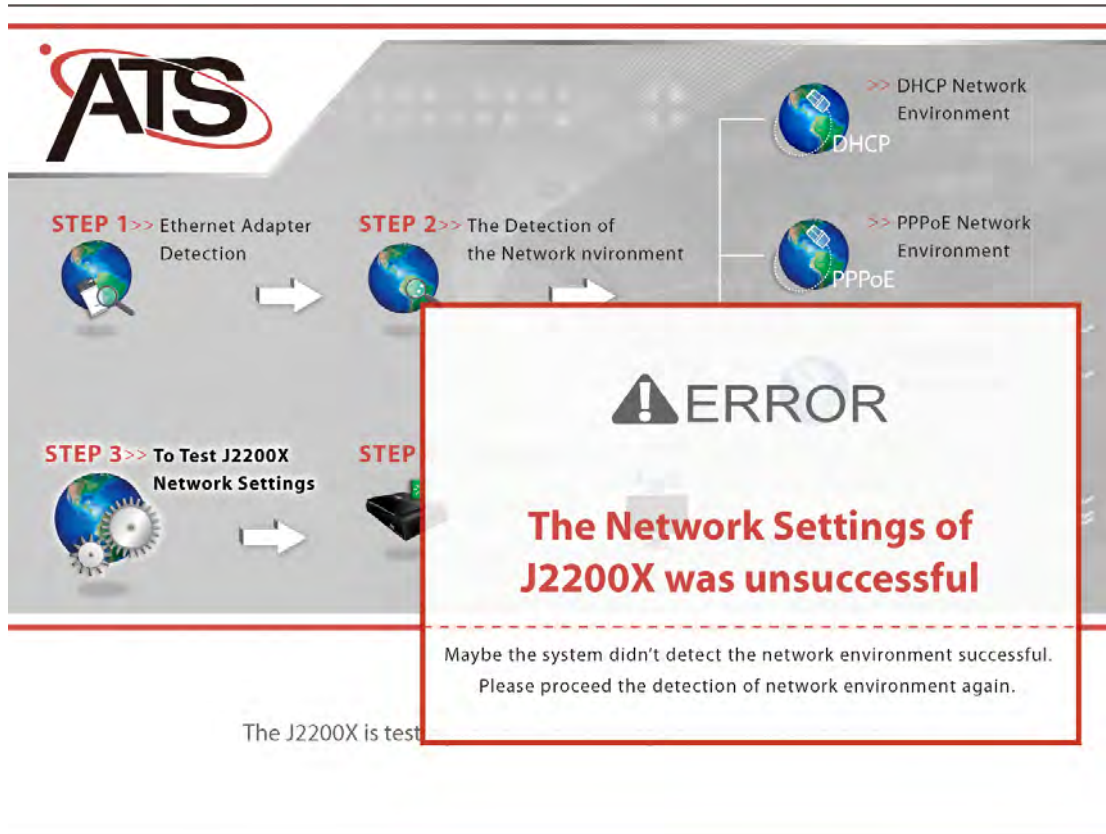 ATS
>> DHCP Network
Environment
DHCP
STEP 1>> Ethernet Adapter
Detection
STEP 2>> The Detection of
the Network nvironment
>> PPPoE Network
Environment
PPPoE
ERROR
STEP 3>> To Test J2200X
Network Settings
STEP
The Network Settings of
J2200X was unsuccessful
Maybe the system didn't detect the network environment successful.
Please proceed the detection of network environment again.
The J2200X is test